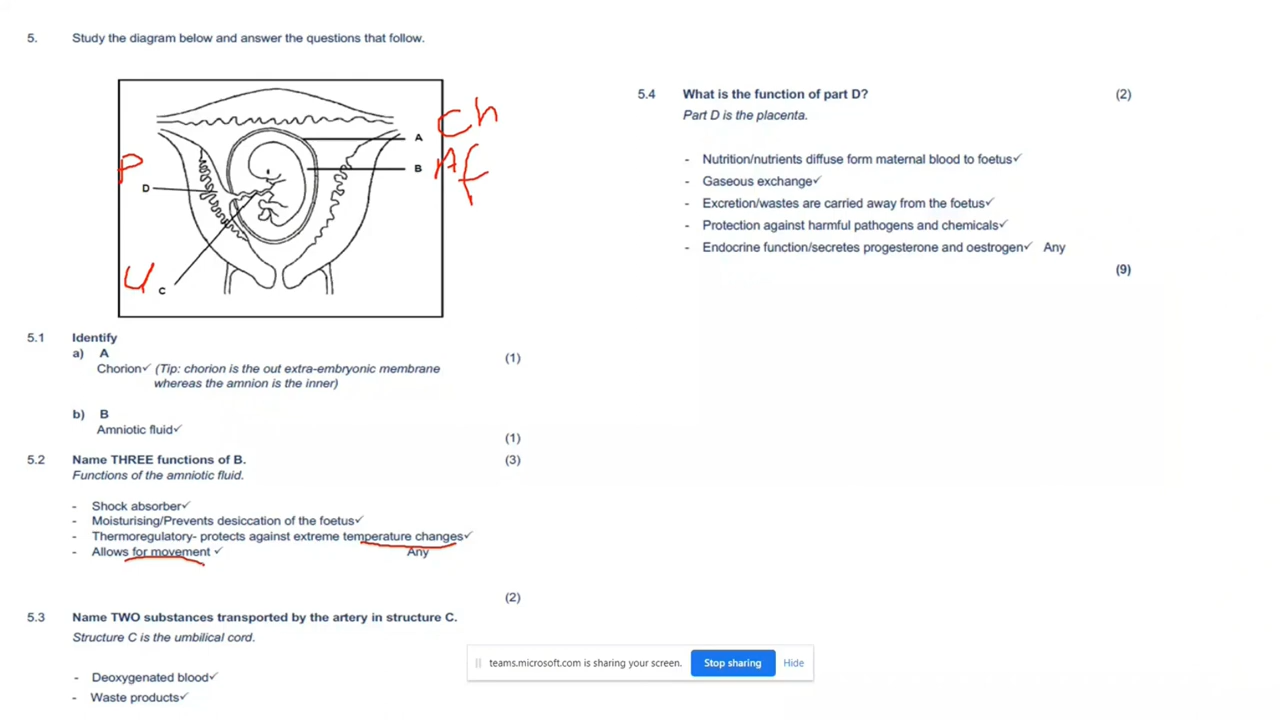 5. Study the diagram below and answer the questions that follow.
Ch
A
Af
B
P
D
U
C
5.1 Identify
a) A
(1)
Chorion✓ (Tip: chorion is the out extra-embryonic membrane
whereas the amnion is the inner)
b) B
Amniotic fluid✓
(1)
5.2 Name THREE functions of B. (3)
Functions of the amniotic fluid.
- Shock absorber✓
- Moisturising/Prevents desiccation of the foetus✓
- Thermoregulatory- protects against extreme temperature changes✓
- Allows for movement ✓ Any
(2)
5.3 Name TWO substances transported by the artery in structure C.
Structure C is the umbilical cord.
- Deoxygenated blood✓
- Waste products✓
5.4 What is the function of part D? (2)
Part D is the placenta.
- Nutrition/nutrients diffuse form maternal blood to foetus✓
- Gaseous exchange✓
- Excretion/wastes are carried away from the foetus✓
- Protection against harmful pathogens and chemicals✓
- Endocrine function/secretes progesterone and oestrogen✓ Any
(9)
teams.microsoft.com is sharing your screen. Stop sharing Hide